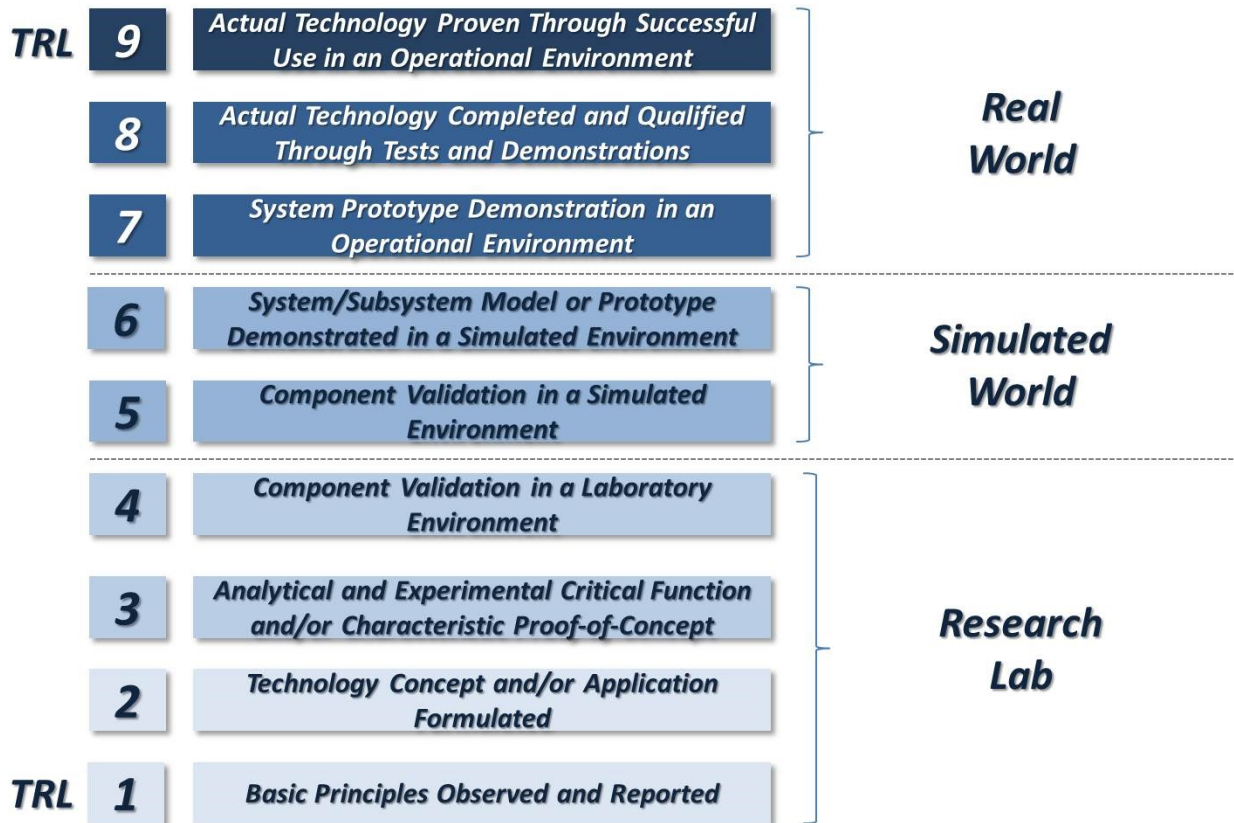 TRL 9 Actual Technology Proven Through Successful
Use in an Operational Environment
8 Actual Technology Completed and Qualified
Through Tests and Demonstrations
7 System Prototype Demonstration in an
Operational Environment
Real
World
6 System/Subsystem Model or Prototype
Demonstrated in a Simulated Environment
5 Component Validation in a Simulated
Environment
Simulated
World
4 Component Validation in a Laboratory
Environment
3 Analytical and Experimental Critical Function
and/or Characteristic Proof-of-Concept
2 Technology Concept and/or Application
Formulated
TRL 1 Basic Principles Observed and Reported
Research
Lab